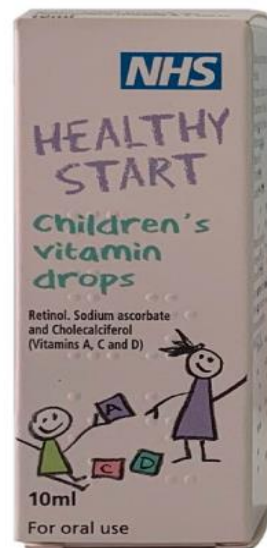 NHS
HEALTHY
START
Children's
vitamin
drops
Retinol. Sodium ascorbate
and Cholecalciferol
(Vitamins A, C and D)
A
C D
10ml
For oral use